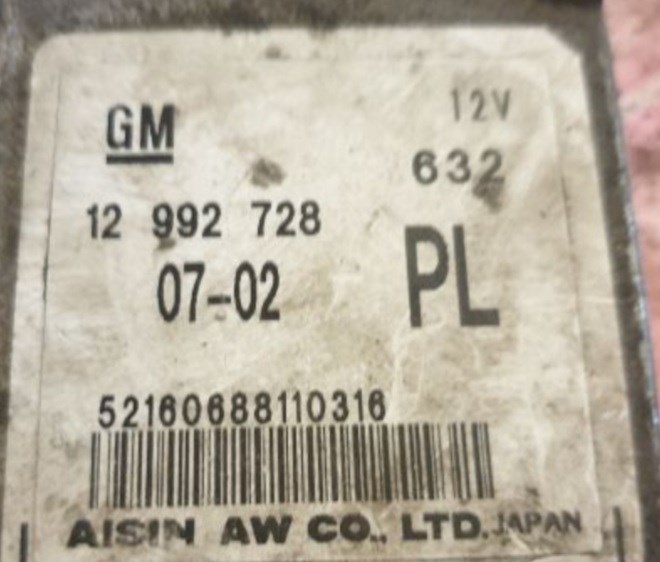 GM 12V
632
12 992 728
07-02 PL
52160688110316
AISIN AW CO., LTD. JAPAN